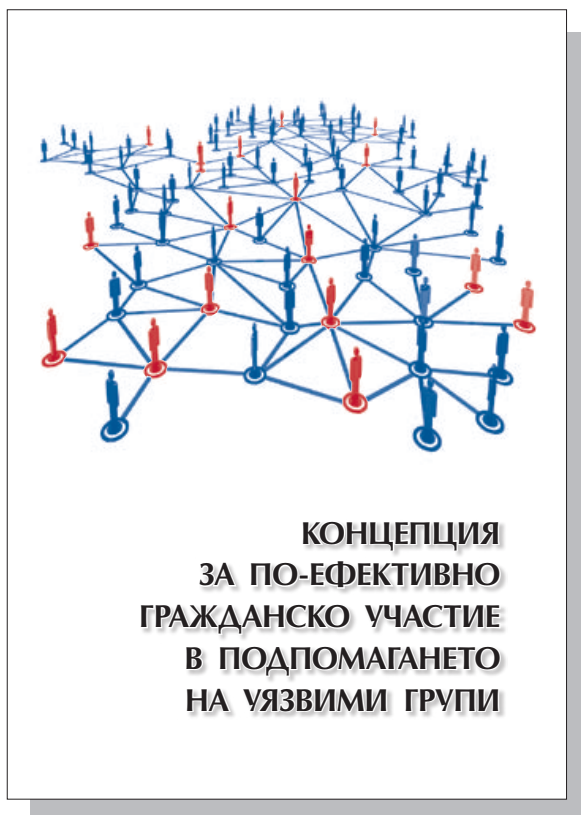 КОНЦЕПЦИЯ
ЗА ПО-ЕФЕКТИВНО
ГРАЖДАНСКО УЧАСТИЕ
В ПОДПОМАГАНЕТО
НА УЯЗВИМИ ГРУПИ